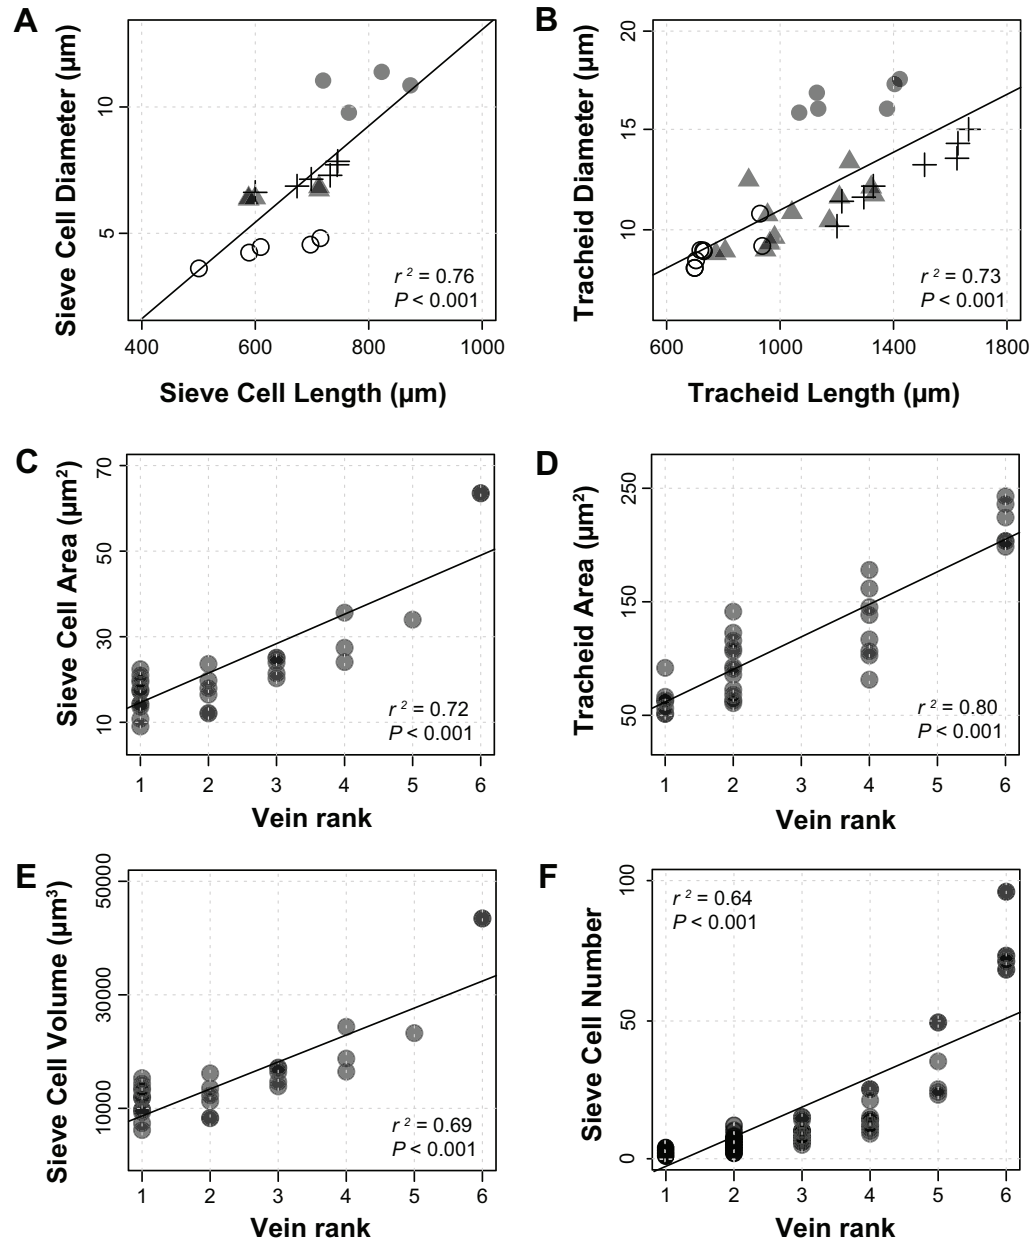 A
Sieve Cell Diameter (µm)
10
5
r² = 0.76
P < 0.001
400 600 800 1000
Sieve Cell Length (µm)
B
Tracheid Diameter (µm)
20
15
10
r² = 0.73
P < 0.001
600 1000 1400 1800
Tracheid Length (µm)
C
Sieve Cell Area (µm²)
70
50
30
10
r² = 0.72
P < 0.001
1 2 3 4 5 6
Vein rank
D
Tracheid Area (µm²)
250
150
50
r² = 0.80
P < 0.001
1 2 3 4 5 6
Vein rank
E
Sieve Cell Volume (µm³)
50000
30000
10000
r² = 0.69
P < 0.001
1 2 3 4 5 6
Vein rank
F
Sieve Cell Number
100
50
0
r² = 0.64
P < 0.001
1 2 3 4 5 6
Vein rank